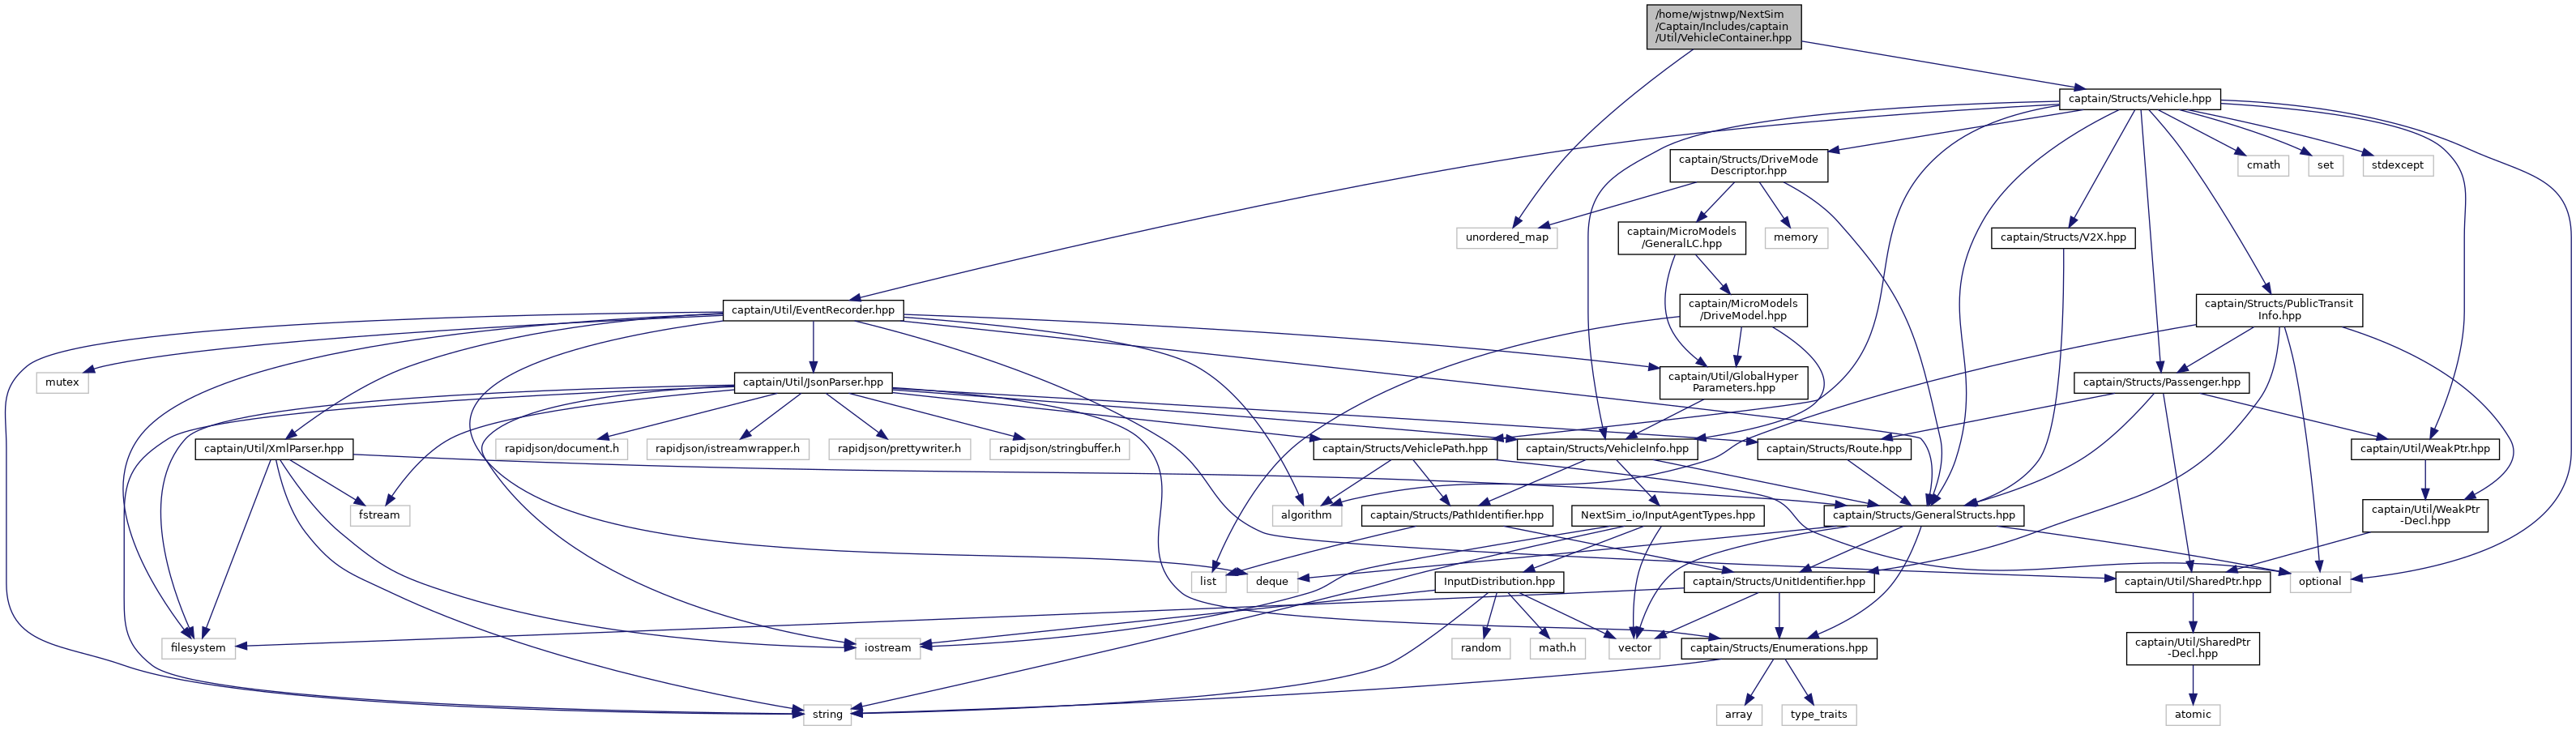 /home/wjstnwp/NextSim
/Captain/Includes/captain
/Util/VehicleContainer.hpp
captain/Structs/Vehicle.hpp
captain/Structs/DriveMode
Descriptor.hpp
cmath
set
stdexcept
unordered_map
captain/MicroModels
/GeneralLC.hpp
memory
captain/Structs/V2X.hpp
captain/Util/EventRecorder.hpp
captain/MicroModels
/DriveModel.hpp
captain/Structs/PublicTransit
Info.hpp
mutex
captain/Util/JsonParser.hpp
captain/Util/GlobalHyper
Parameters.hpp
captain/Structs/Passenger.hpp
captain/Util/XmlParser.hpp
rapidjson/document.h
rapidjson/istreamwrapper.h
rapidjson/prettywriter.h
rapidjson/stringbuffer.h
captain/Structs/VehiclePath.hpp
captain/Structs/VehicleInfo.hpp
captain/Structs/Route.hpp
captain/Util/WeakPtr.hpp
fstream
algorithm
captain/Structs/PathIdentifier.hpp
NextSim_io/InputAgentTypes.hpp
captain/Structs/GeneralStructs.hpp
captain/Util/WeakPtr
-Decl.hpp
list
deque
InputDistribution.hpp
captain/Structs/UnitIdentifier.hpp
captain/Util/SharedPtr.hpp
optional
filesystem
iostream
random
math.h
vector
captain/Structs/Enumerations.hpp
captain/Util/SharedPtr
-Decl.hpp
string
array
type_traits
atomic